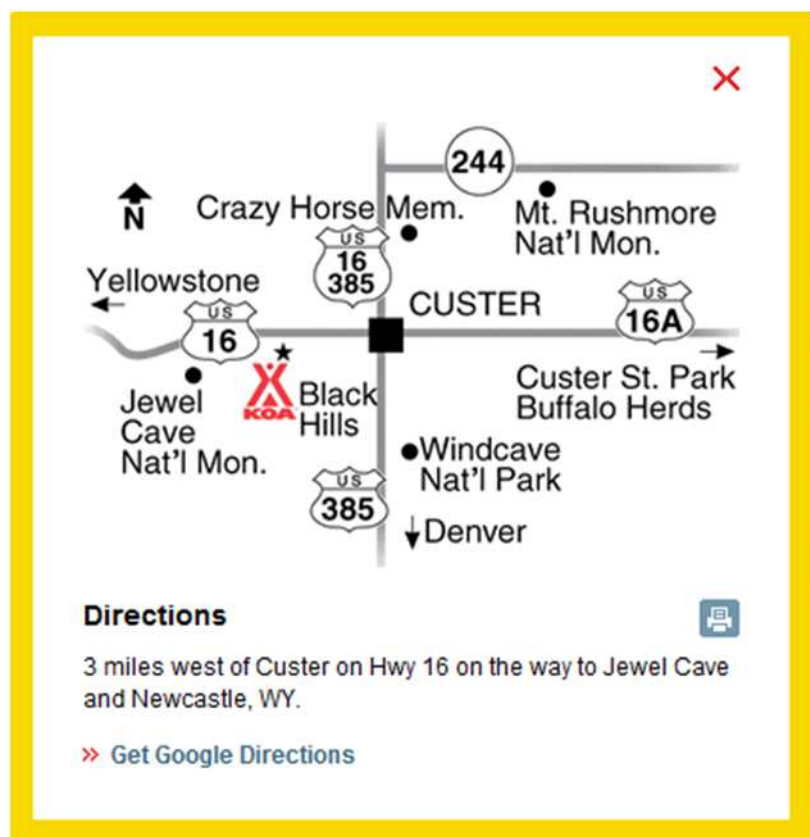 244
N
Crazy Horse Mem.
Mt. Rushmore
Nat'l Mon.
US
16
385
Yellowstone
US
16
CUSTER
US
16A
Custer St. Park
Buffalo Herds
Jewel
Cave
Nat'l Mon.
KOA
Black
Hills
Windcave
Nat'l Park
US
385
Denver
Directions
3 miles west of Custer on Hwy 16 on the way to Jewel Cave
and Newcastle, WY.
» Get Google Directions